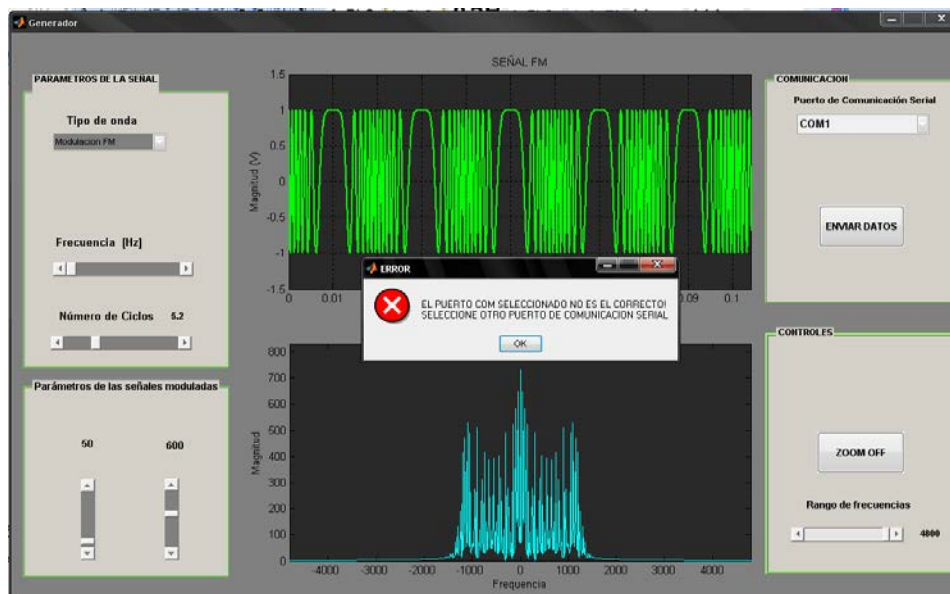 Generador
PARAMETROS DE LA SEÑAL
Tipo de onda
Modulacion FM
Frecuencia [Hz]
Número de Ciclos 5.2
Parámetros de las señales moduladas
50 600
SEÑAL FM
Magnitud (V)
1.5
1
0.5
0
-0.5
-1
-1.5
0 0.01 0.09 0.1
ERROR
EL PUERTO COM SELECCIONADO NO ES EL CORRECTO!
SELECCIONE OTRO PUERTO DE COMUNICACION SERIAL
OK
Magnitud
800
700
600
500
400
300
200
100
0
-4000 -3000 -2000 -1000 0 1000 2000 3000 4000
Frequencia
COMUNICACION
Puerto de Comunicación Serial
COM1
ENVIAR DATOS
CONTROLES
ZOOM OFF
Rango de frecuencias
4800